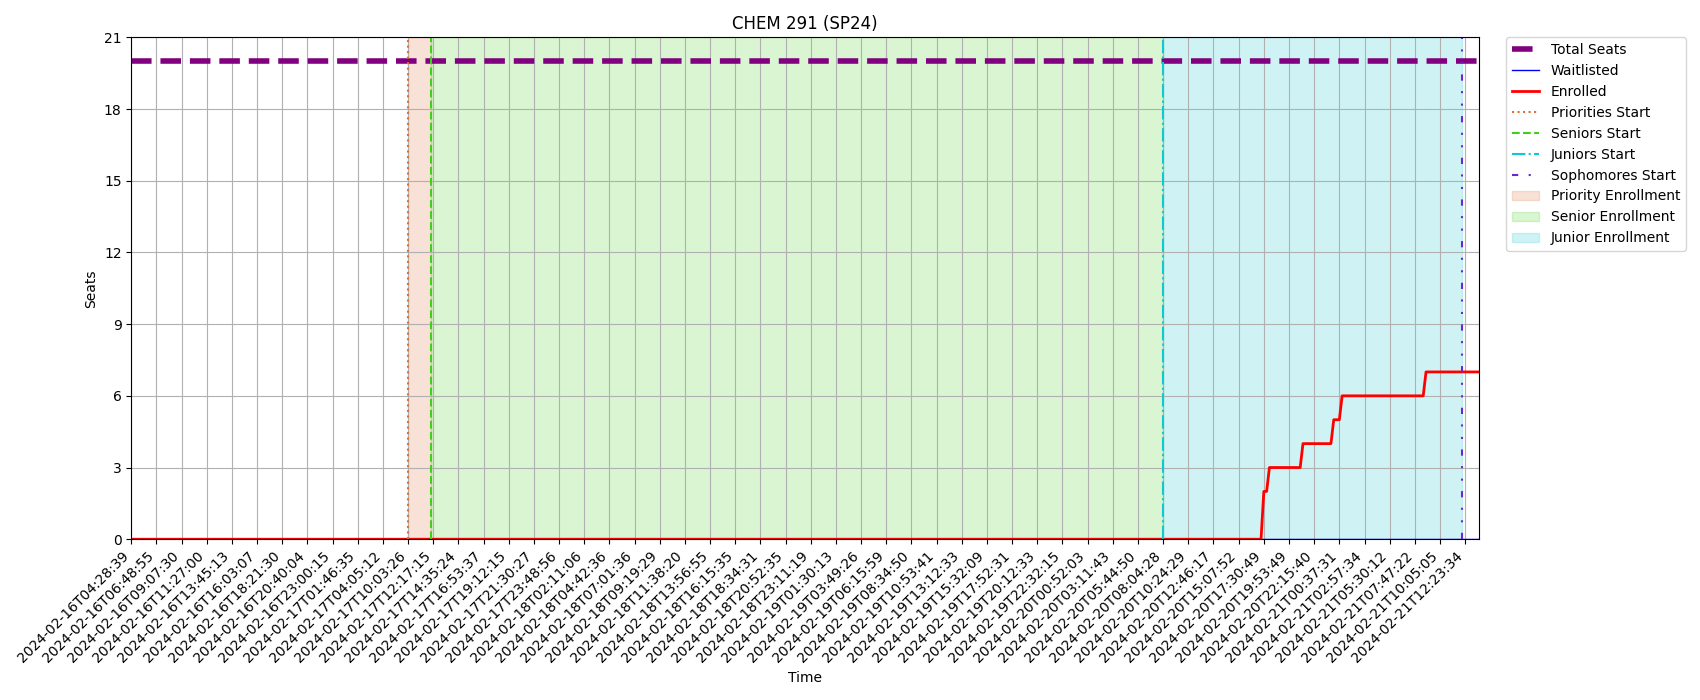 CHEM 291 (SP24)
21
18
15
12
9
6
3
0
Seats
2024-02-16T04:28:39
2024-02-16T06:48:55
2024-02-16T09:07:30
2024-02-16T11:27:00
2024-02-16T13:45:13
2024-02-16T16:03:07
2024-02-16T18:21:30
2024-02-16T20:40:04
2024-02-16T23:00:15
2024-02-17T01:46:35
2024-02-17T04:05:12
2024-02-17T10:03:26
2024-02-17T12:17:15
2024-02-17T14:35:24
2024-02-17T16:53:37
2024-02-17T19:12:15
2024-02-17T21:30:27
2024-02-17T23:48:56
2024-02-18T02:11:06
2024-02-18T04:42:36
2024-02-18T07:01:36
2024-02-18T09:19:29
2024-02-18T11:38:20
2024-02-18T13:56:55
2024-02-18T16:15:35
2024-02-18T18:34:31
2024-02-18T20:52:35
2024-02-18T23:11:19
2024-02-19T01:30:13
2024-02-19T03:49:26
2024-02-19T06:15:59
2024-02-19T08:34:50
2024-02-19T10:53:41
2024-02-19T13:12:33
2024-02-19T15:32:09
2024-02-19T17:52:31
2024-02-19T20:12:33
2024-02-19T22:32:15
2024-02-20T00:52:03
2024-02-20T03:11:43
2024-02-20T05:44:50
2024-02-20T08:04:28
2024-02-20T10:24:29
2024-02-20T12:46:17
2024-02-20T15:07:52
2024-02-20T17:30:49
2024-02-20T19:53:49
2024-02-20T22:15:40
2024-02-21T00:37:31
2024-02-21T02:57:34
2024-02-21T05:30:12
2024-02-21T07:47:22
2024-02-21T10:05:05
2024-02-21T12:23:34
Time
Total Seats
Waitlisted
Enrolled
Priorities Start
Seniors Start
Juniors Start
Sophomores Start
Priority Enrollment
Senior Enrollment
Junior Enrollment